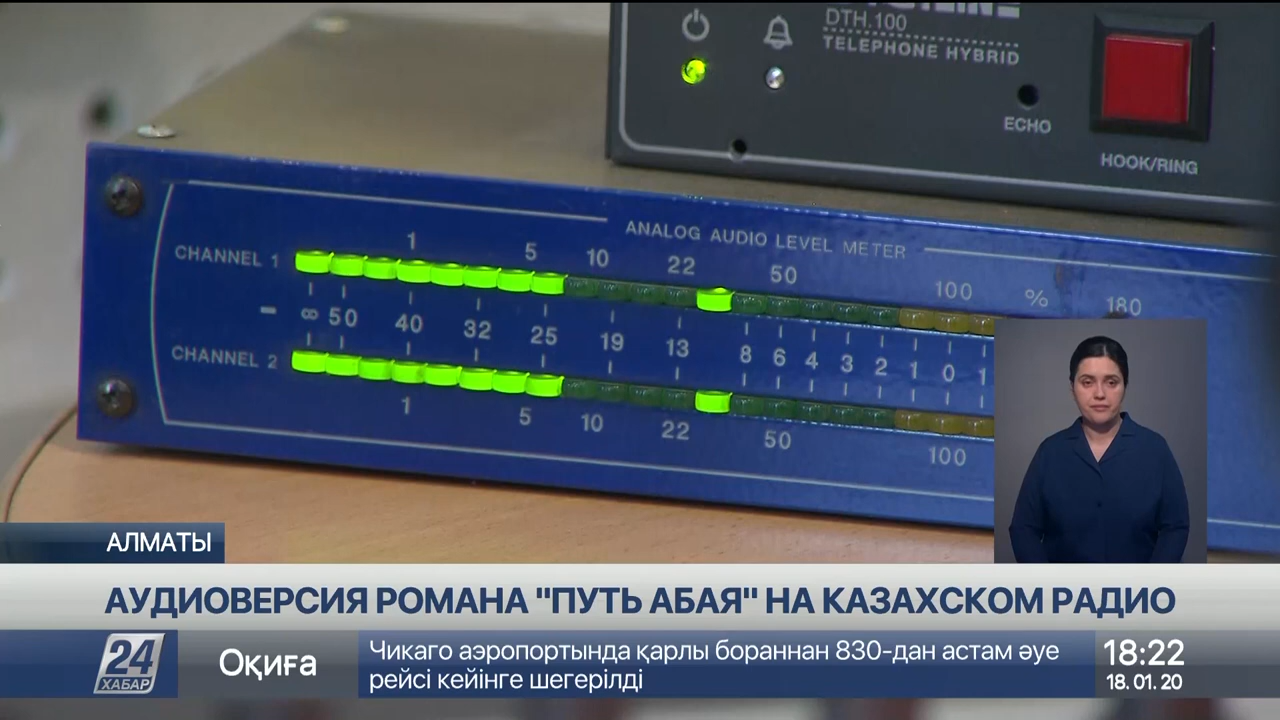 DTH.100
TELEPHONE HYBRID
ECHO
HOOK/RING
ANALOG AUDIO LEVEL METER
CHANNEL 1
1 5 10 22 50 100 % 180
- ∞ 50 40 32 25 19 13 8 6 4 3 2 1 0 1
CHANNEL 2
1 5 10 22 50 100
АЛМАТЫ
АУДИОВЕРСИЯ РОМАНА "ПУТЬ АБАЯ" НА КАЗАХСКОМ РАДИО
24
ХАБАР
Оқиға
Чикаго аэропортында қарлы бораннан 830-дан астам әуе
рейсі кейінге шегерілді
18:22
18.01.20